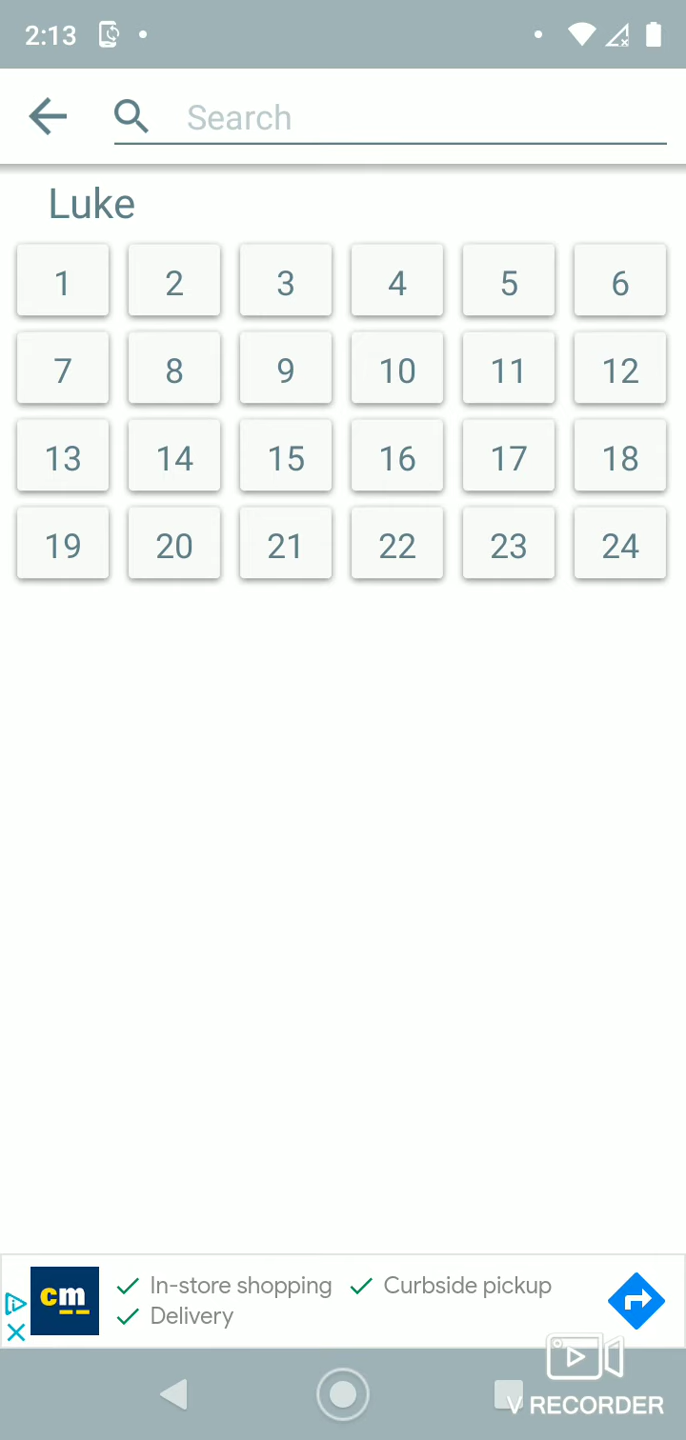 2:13
Search
Luke
1 2 3 4 5 6
7 8 9 10 11 12
13 14 15 16 17 18
19 20 21 22 23 24
cm In-store shopping Curbside pickup
Delivery
V RECORDER